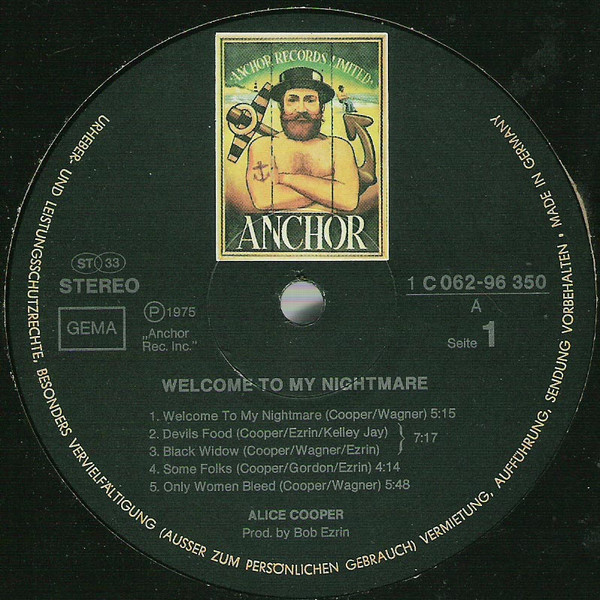 ANCHOR RECORDS LIMITED
ANCHOR
ST 33
STEREO
GEMA
P 1975
„Anchor
Rec. Inc.”
1 C 062-96 350
A
Seite 1
WELCOME TO MY NIGHTMARE
1. Welcome To My Nightmare (Cooper/Wagner) 5:15
2. Devils Food (Cooper/Ezrin/Kelley Jay)
3. Black Widow (Cooper/Wagner/Ezrin)
7:17
4. Some Folks (Cooper/Gordon/Ezrin) 4:14
5. Only Women Bleed (Cooper/Wagner) 5:48
ALICE COOPER
Prod. by Bob Ezrin
URHEBER- UND LEISTUNGSSCHUTZRECHTE, BESONDERS VERVIELFÄLTIGUNG (AUSSER ZUM PERSÖNLICHEN GEBRAUCH) VERMIETUNG, AUFFÜHRUNG, SENDUNG VORBEHALTEN • MADE IN GERMANY